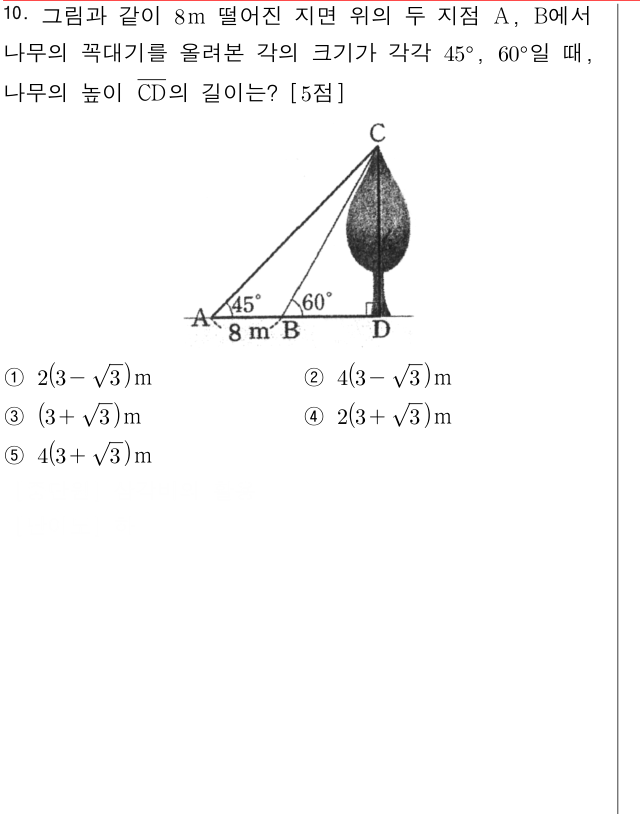 10. 그림과 같이 8m 떨어진 지면 위의 두 지점 A, B에서
나무의 꼭대기를 올려본 각의 크기가 각각 45°, 60°일 때,
나무의 높이 \overline{CD}의 길이는? [5점]
C
45°
60°
A
8 m
B
D
① 2(3-√3)m
② 4(3-√3)m
③ (3+√3)m
④ 2(3+√3)m
⑤ 4(3+√3)m